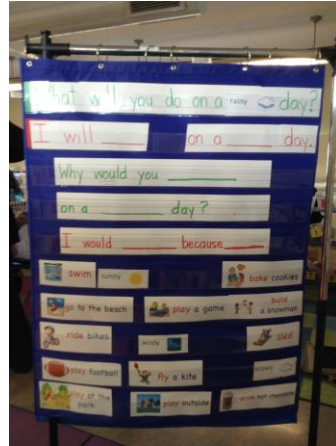 What will you do on a rainy day?
I will ______ on a ______ day.
Why would you ______
on a ______ day?
I would ______ because ______.
swim sunny bake cookies
go to the beach play a game build a snowman
ride bikes windy sled
play football fly a kite snowy
play at the park play outside drink hot chocolate